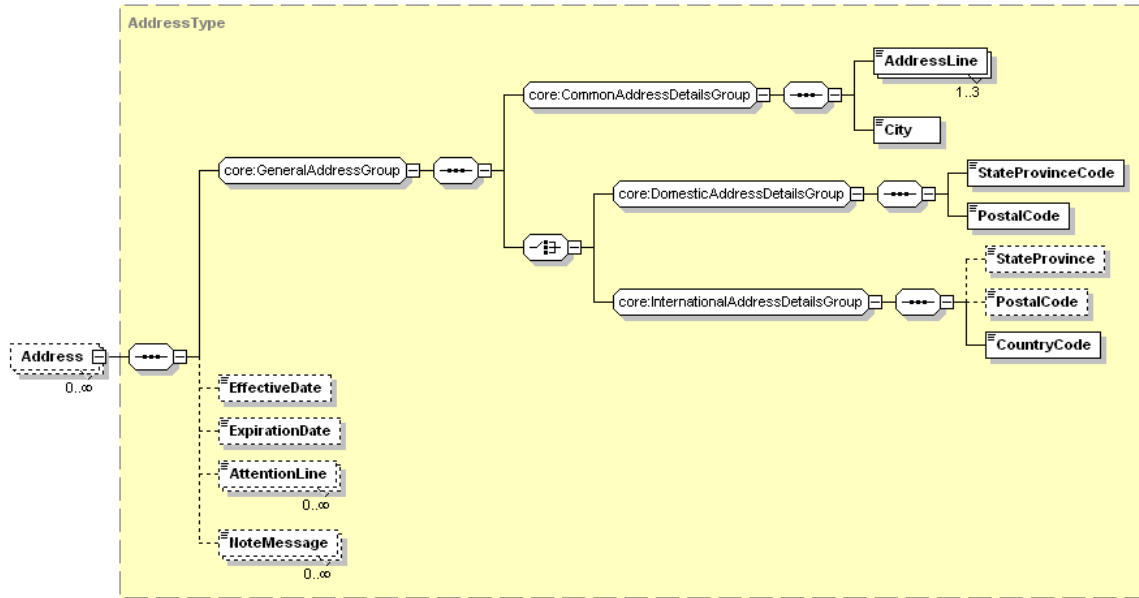 AddressType
AddressLine
1..3
core:CommonAddressDetailsGroup
City
core:GeneralAddressGroup
StateProvinceCode
core:DomesticAddressDetailsGroup
PostalCode
StateProvince
core:InternationalAddressDetailsGroup
PostalCode
CountryCode
Address
0..∞
EffectiveDate
ExpirationDate
AttentionLine
0..∞
NoteMessage
0..∞